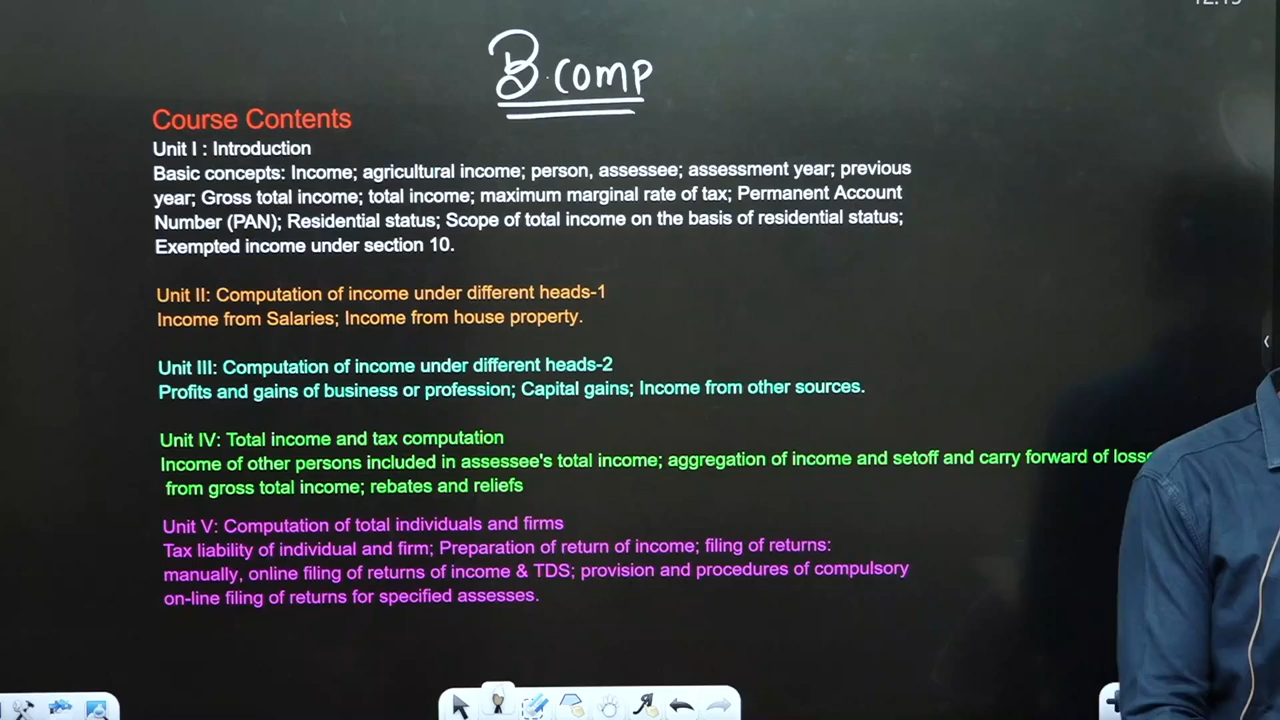 B.comp
Course Contents
Unit I : Introduction
Basic concepts: Income; agricultural income; person, assessee; assessment year; previous
year; Gross total income; total income; maximum marginal rate of tax; Permanent Account
Number (PAN); Residential status; Scope of total income on the basis of residential status;
Exempted income under section 10.
Unit II: Computation of income under different heads-1
Income from Salaries; Income from house property.
Unit III: Computation of income under different heads-2
Profits and gains of business or profession; Capital gains; Income from other sources.
Unit IV: Total income and tax computation
Income of other persons included in assessee's total income; aggregation of income and setoff and carry forward of
from gross total income; rebates and reliefs
Unit V: Computation of total individuals and firms
Tax liability of individual and firm; Preparation of return of income; filing of returns:
manually, online filing of returns of income & TDS; provision and procedures of compulsory
on-line filing of returns for specified assesses.